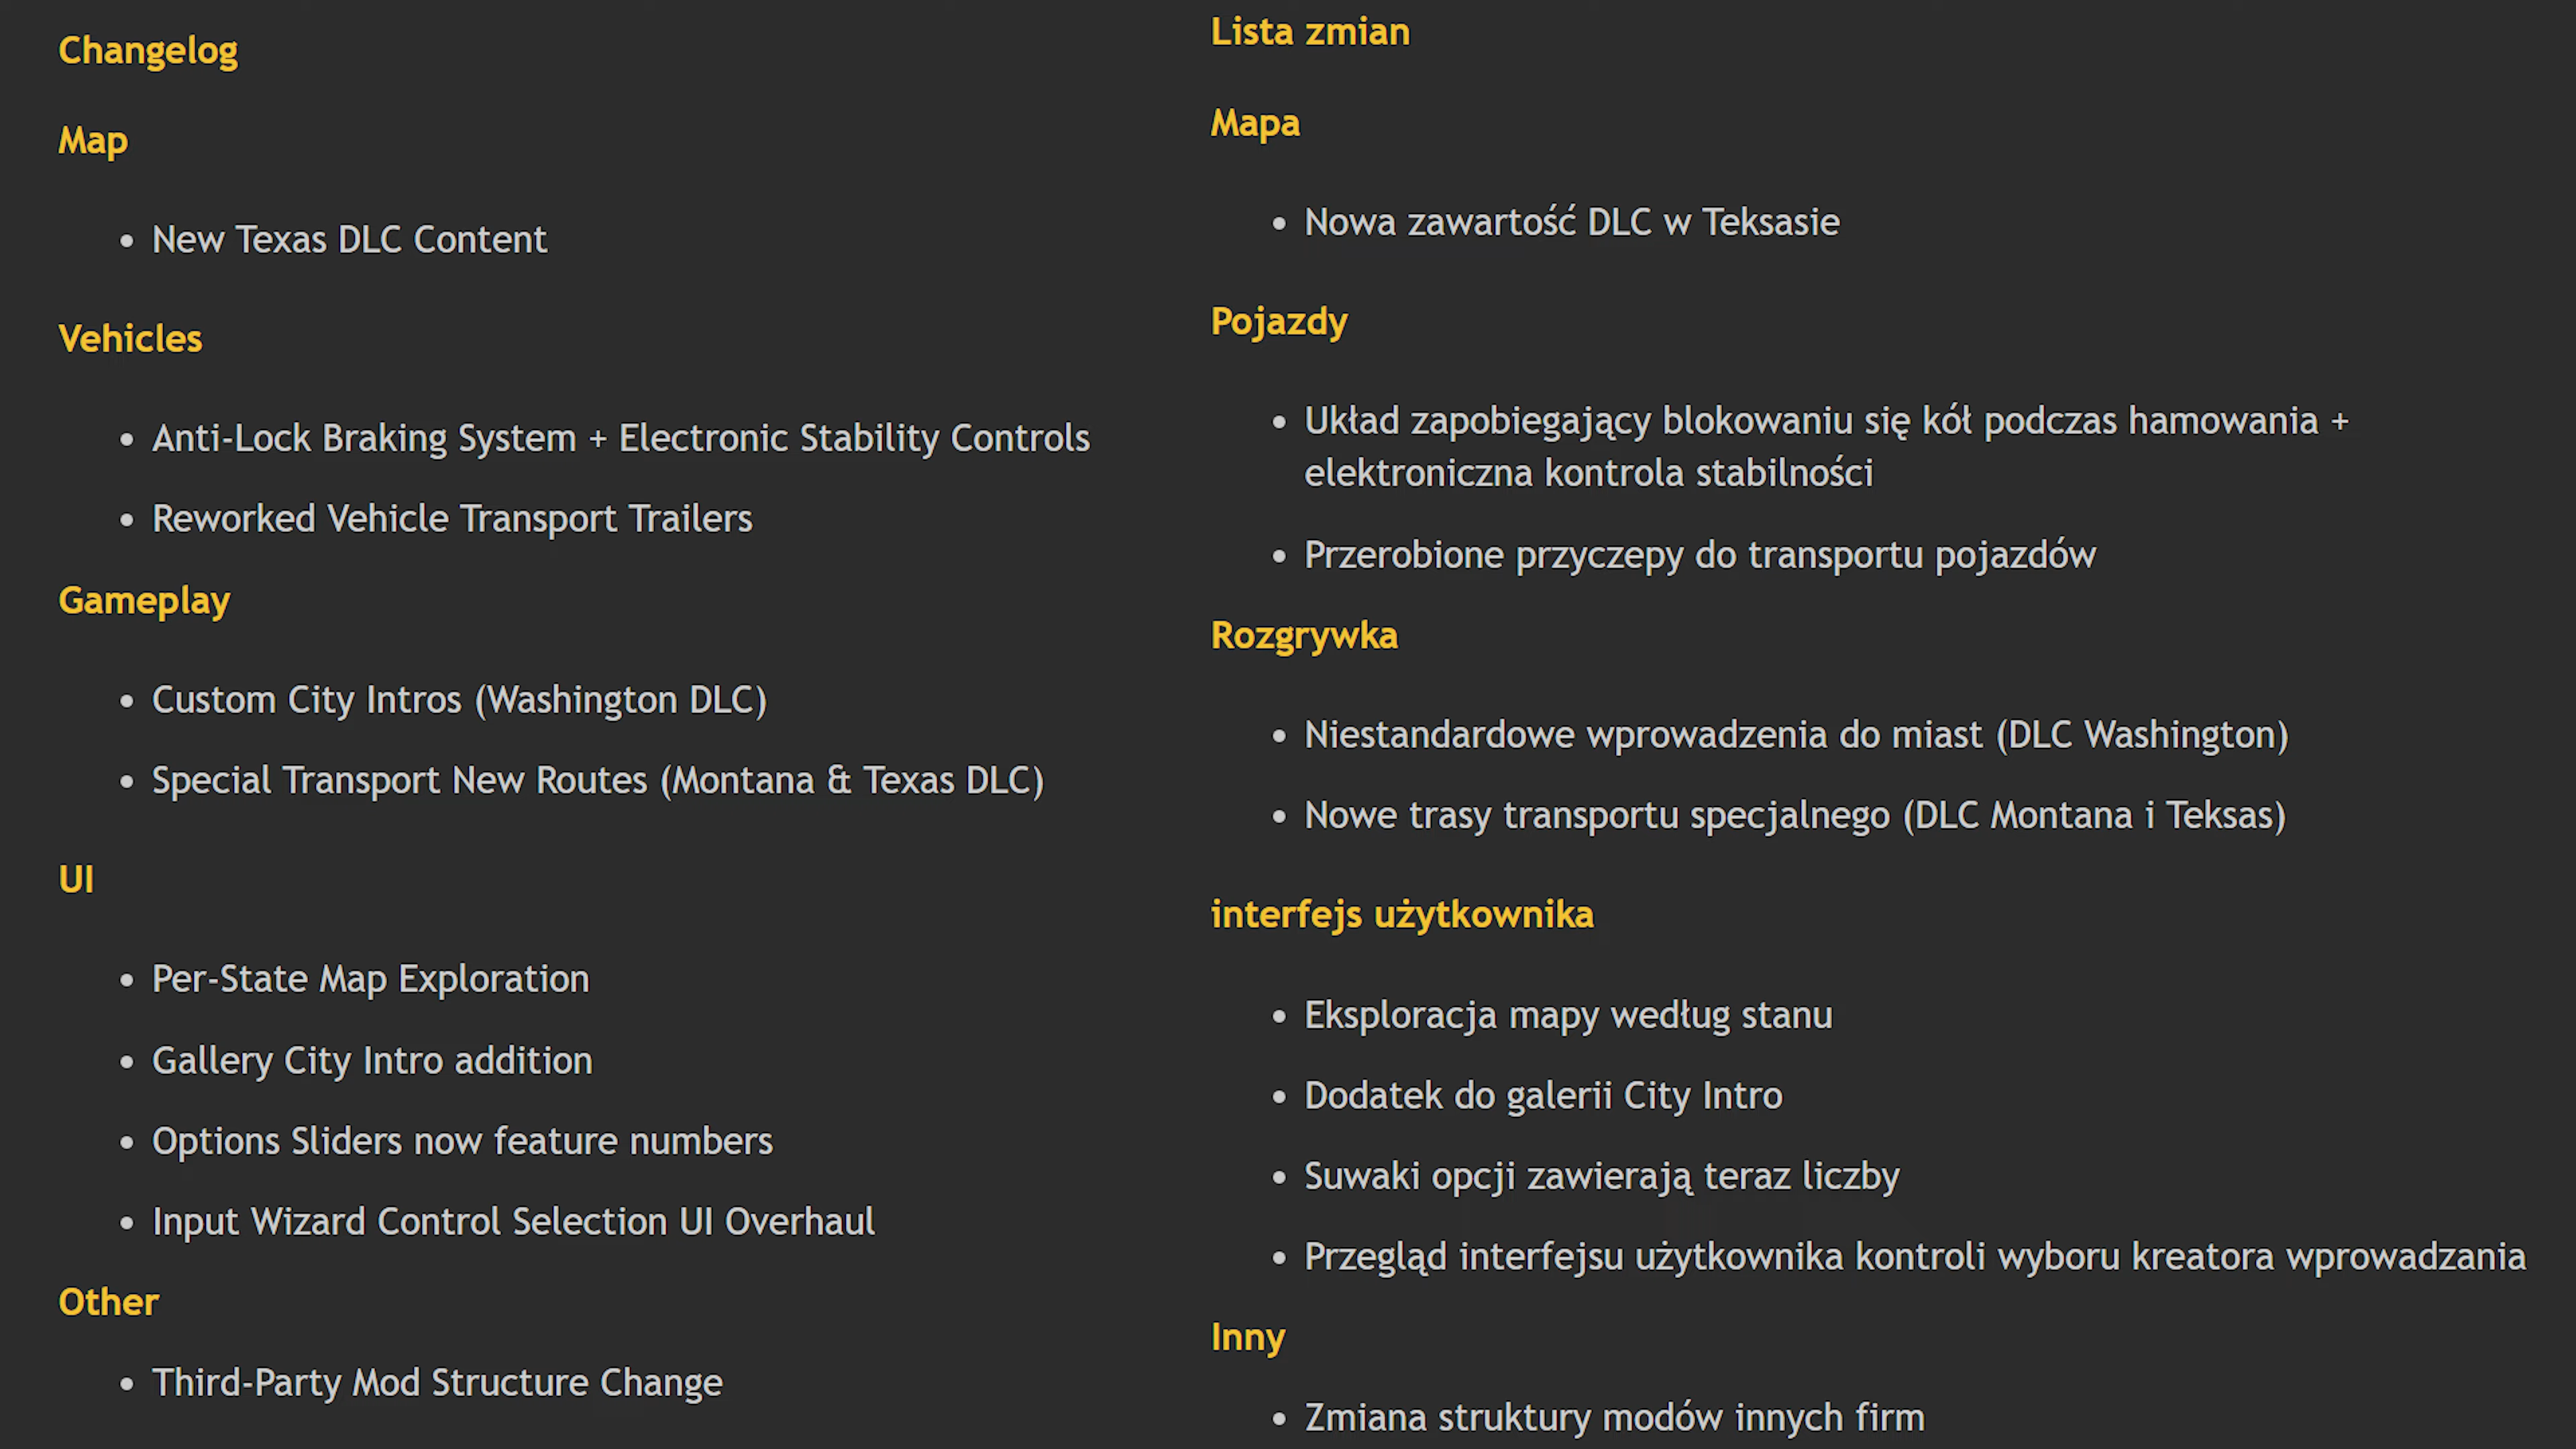 Changelog
Map
• New Texas DLC Content
Vehicles
• Anti-Lock Braking System + Electronic Stability Controls
• Reworked Vehicle Transport Trailers
Gameplay
• Custom City Intros (Washington DLC)
• Special Transport New Routes (Montana & Texas DLC)
UI
• Per-State Map Exploration
• Gallery City Intro addition
• Options Sliders now feature numbers
• Input Wizard Control Selection UI Overhaul
Other
• Third-Party Mod Structure Change
Lista zmian
Mapa
• Nowa zawartość DLC w Teksasie
Pojazdy
• Układ zapobiegający blokowaniu się kół podczas hamowania +
elektroniczna kontrola stabilności
• Przerobione przyczepy do transportu pojazdów
Rozgrywka
• Niestandardowe wprowadzenia do miast (DLC Washington)
• Nowe trasy transportu specjalnego (DLC Montana i Teksas)
interfejs użytkownika
• Eksploracja mapy według stanu
• Dodatek do galerii City Intro
• Suwaki opcji zawierają teraz liczby
• Przegląd interfejsu użytkownika kontroli wyboru kreatora wprowadzania
Inny
• Zmiana struktury modów innych firm